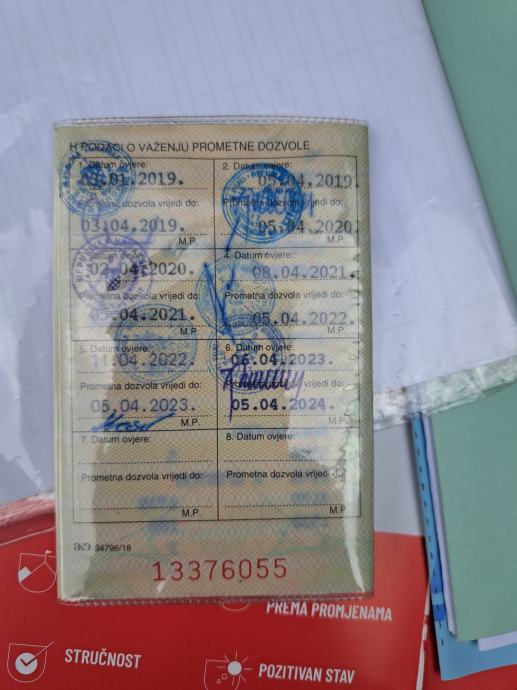 H PODACI O VAŽENJU PROMETNE DOZVOLE
1. Datum ovjere:
.01.2019.
Prometna dozvola vrijedi do:
03.04.2019.
M.P.
2. Datum ovjere:
05.04.2019
Prometna dozvola vrijedi do:
05.04.2020
M.P.
Datum ovjere:
02.04.2020.
Prometna dozvola vrijedi do:
.04.2021.
M.P.
4. Datum ovjere:
08.04.2021.
Prometna dozvola vrijedi do:
05.04.2022.
M.P.
5. Datum ovjere:
.04.2022.
Prometna dozvola vrijedi do:
05.04.2023.
M.P.
6. Datum ovjere:
06.04.2023.
Prometna dozvola vrijedi do:
05.04.2024.
M.P.
7. Datum ovjere:
Prometna dozvola vrijedi do:
M.P.
8. Datum ovjere:
Prometna dozvola vrijedi do:
M.P.
AKD 34796/18
13376055
PREMA PROMJENAMA
STRUČNOST
POZITIVAN STAV